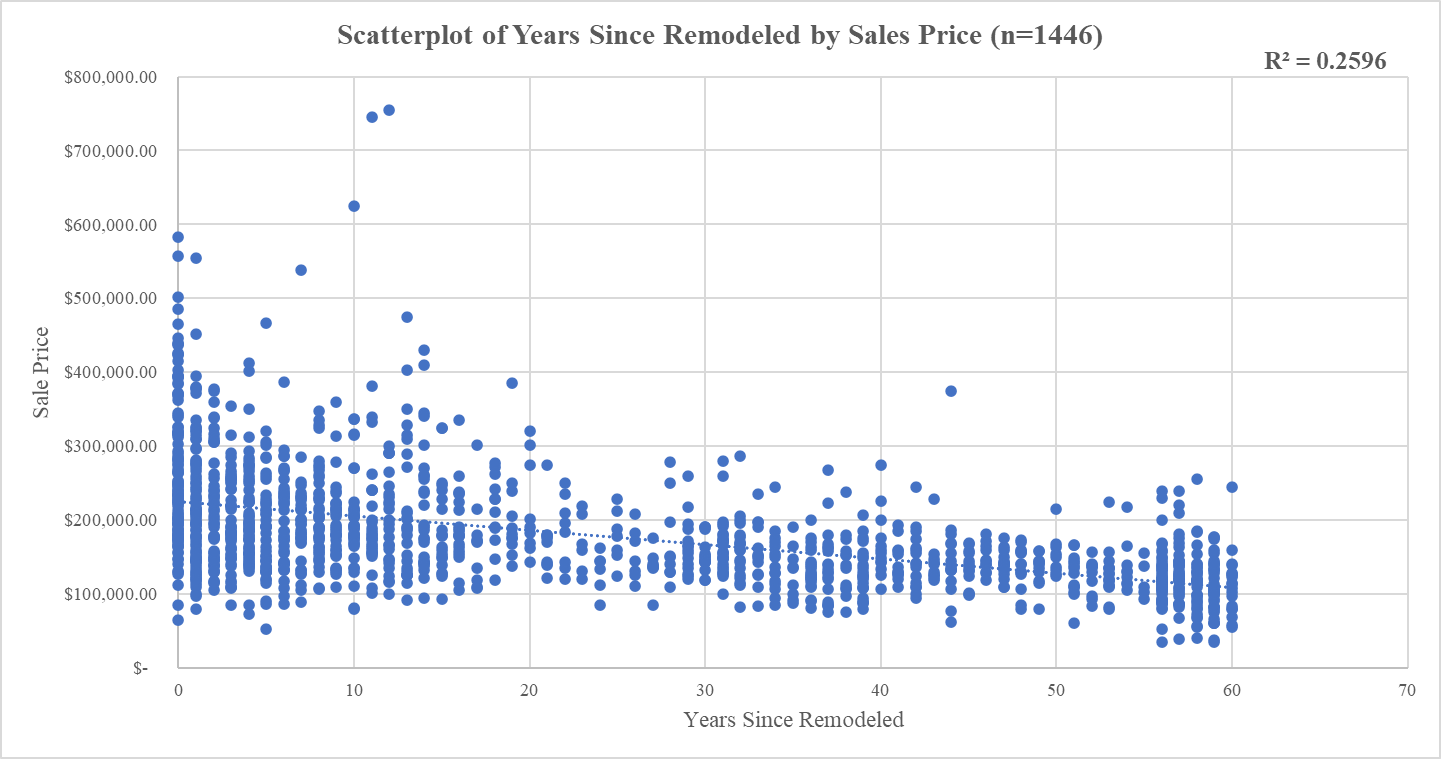 Scatterplot of Years Since Remodeled by Sales Price (n=1446)
R² = 0.2596
$800,000.00
$700,000.00
$600,000.00
$500,000.00
$400,000.00
$300,000.00
$200,000.00
$100,000.00
$-
Sale Price
0 10 20 30 40 50 60 70
Years Since Remodeled